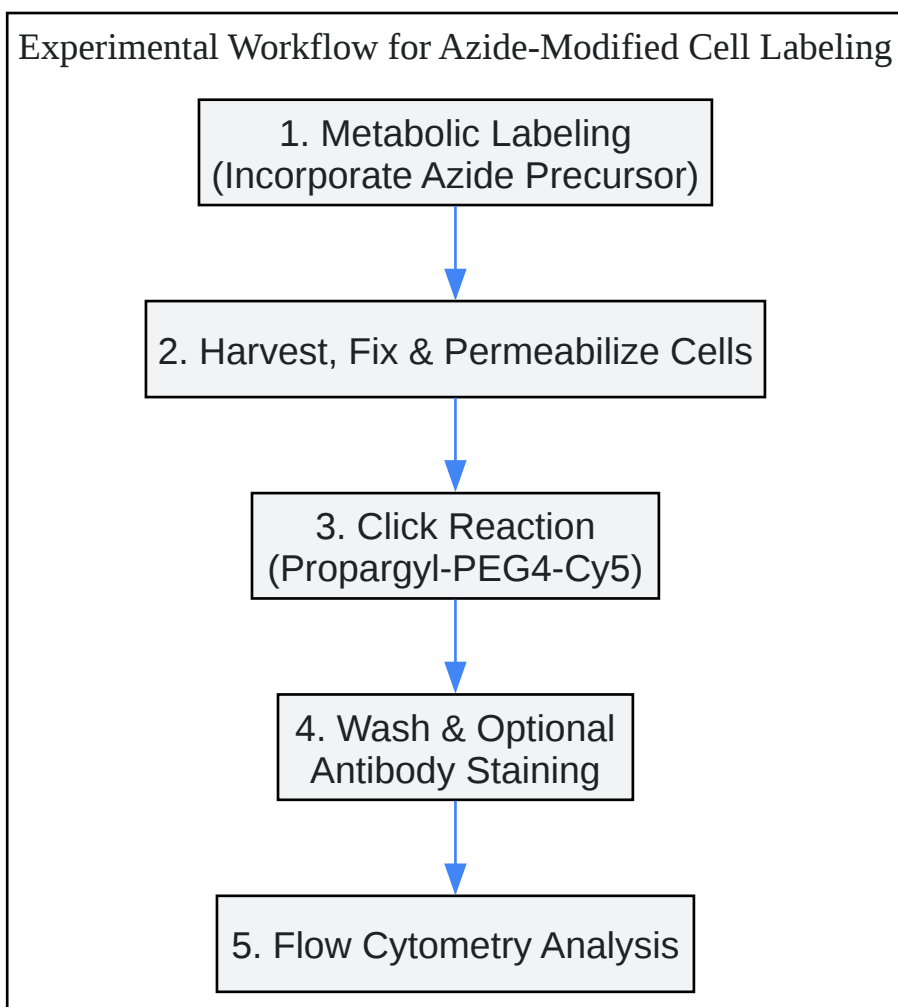 Experimental Workflow for Azide-Modified Cell Labeling
1. Metabolic Labeling
(Incorporate Azide Precursor)
2. Harvest, Fix & Permeabilize Cells
3. Click Reaction
(Propargyl-PEG4-Cy5)
4. Wash & Optional
Antibody Staining
5. Flow Cytometry Analysis